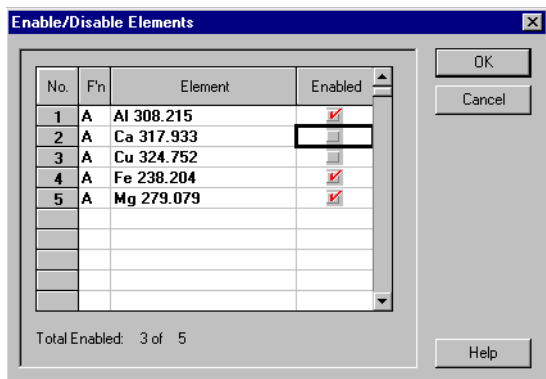 Enable/Disable Elements
OK
Cancel
No. F'n Element Enabled
1 A Al 308.215
2 A Ca 317.933
3 A Cu 324.752
4 A Fe 238.204
5 A Mg 279.079
Total Enabled: 3 of 5
Help